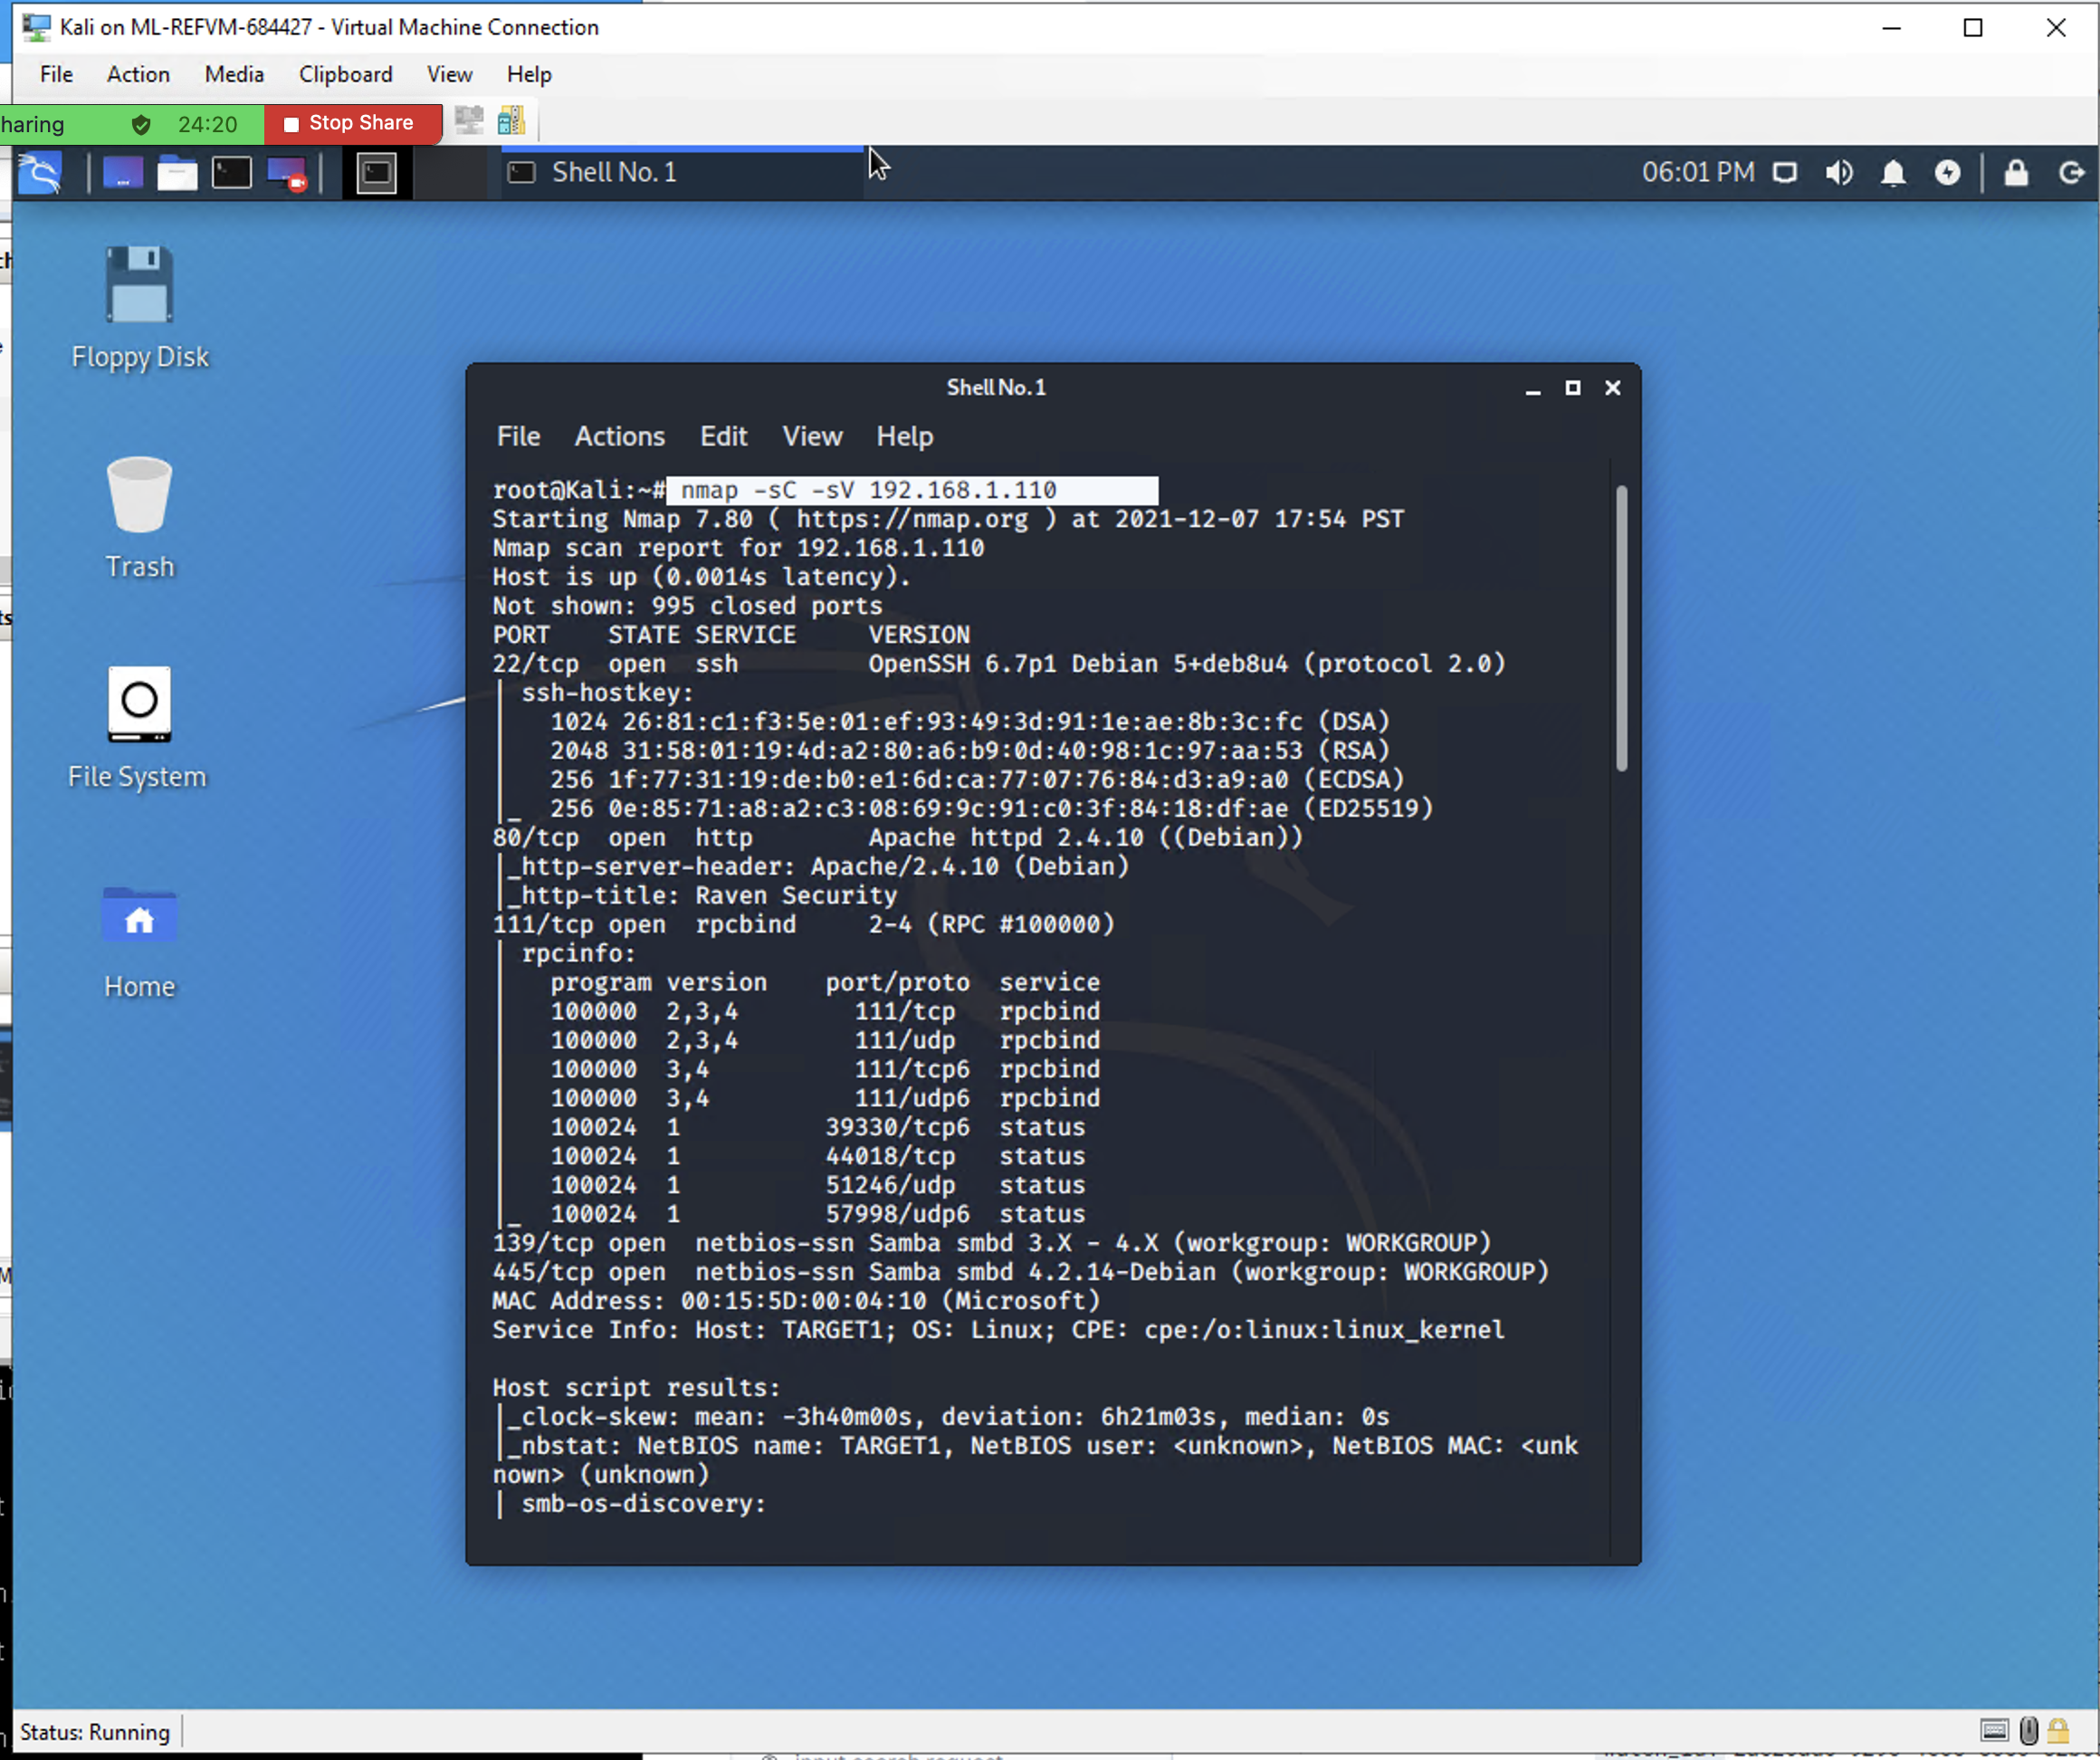 Kali on ML-REFVM-684427 - Virtual Machine Connection
File Action Media Clipboard View Help
haring 24:20 Stop Share
Shell No. 1 06:01 PM
Floppy Disk
Trash
File System
Home
Shell No. 1
File Actions Edit View Help
root@Kali:~# nmap -sC -sV 192.168.1.110
Starting Nmap 7.80 ( https://nmap.org ) at 2021-12-07 17:54 PST
Nmap scan report for 192.168.1.110
Host is up (0.0014s latency).
Not shown: 995 closed ports
PORT STATE SERVICE VERSION
22/tcp open ssh OpenSSH 6.7p1 Debian 5+deb8u4 (protocol 2.0)
| ssh-hostkey:
| 1024 26:81:c1:f3:5e:01:ef:93:49:3d:91:1e:ae:8b:3c:fc (DSA)
| 2048 31:58:01:19:4d:a2:80:a6:b9:0d:40:98:1c:97:aa:53 (RSA)
| 256 1f:77:31:19:de:b0:e1:6d:ca:77:07:76:84:d3:a9:a0 (ECDSA)
|_ 256 0e:85:71:a8:a2:c3:08:69:9c:91:c0:3f:84:18:df:ae (ED25519)
80/tcp open http Apache httpd 2.4.10 ((Debian))
|_http-server-header: Apache/2.4.10 (Debian)
|_http-title: Raven Security
111/tcp open rpcbind 2-4 (RPC #100000)
| rpcinfo:
| program version port/proto service
| 100000 2,3,4 111/tcp rpcbind
| 100000 2,3,4 111/udp rpcbind
| 100000 3,4 111/tcp6 rpcbind
| 100000 3,4 111/udp6 rpcbind
| 100024 1 39330/tcp6 status
| 100024 1 44018/tcp status
| 100024 1 51246/udp status
|_ 100024 1 57998/udp6 status
139/tcp open netbios-ssn Samba smbd 3.X - 4.X (workgroup: WORKGROUP)
445/tcp open netbios-ssn Samba smbd 4.2.14-Debian (workgroup: WORKGROUP)
MAC Address: 00:15:5D:00:04:10 (Microsoft)
Service Info: Host: TARGET1; OS: Linux; CPE: cpe:/o:linux:linux_kernel
Host script results:
|_clock-skew: mean: -3h40m00s, deviation: 6h21m03s, median: 0s
|_nbstat: NetBIOS name: TARGET1, NetBIOS user: <unknown>, NetBIOS MAC: <unk
nown> (unknown)
| smb-os-discovery:
Status: Running